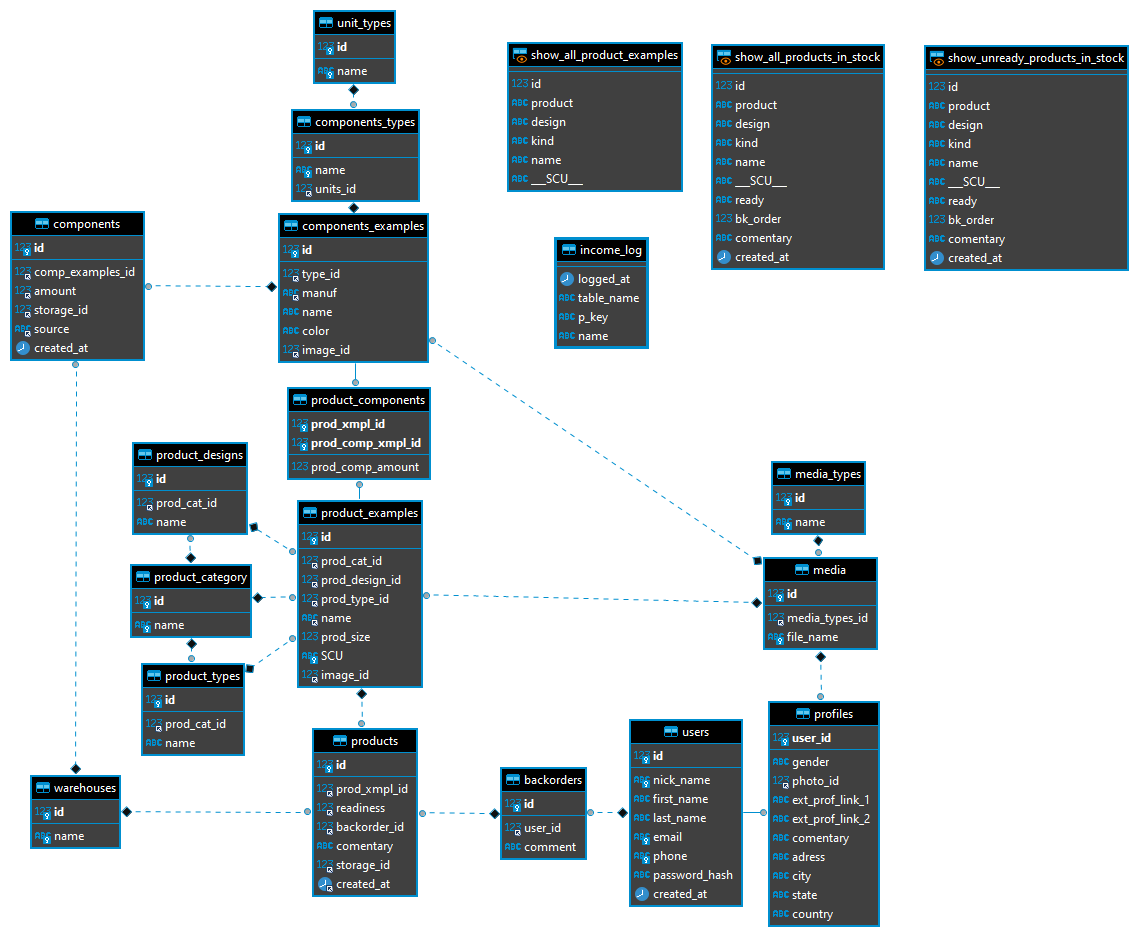 unit_types
123 id
ABC name
components_types
123 id
ABC name
123 units_id
components_examples
123 id
123 type_id
ABC manuf
ABC name
ABC color
123 image_id
components
123 id
123 comp_examples_id
123 amount
123 storage_id
ABC source
created_at
show_all_product_examples
123 id
ABC product
ABC design
ABC kind
ABC name
ABC ___SCU___
show_all_products_in_stock
123 id
ABC product
ABC design
ABC kind
ABC name
ABC ___SCU___
ABC ready
123 bk_order
ABC comentary
created_at
show_unready_products_in_stock
123 id
ABC product
ABC design
ABC kind
ABC name
ABC ___SCU___
ABC ready
123 bk_order
ABC comentary
created_at
income_log
logged_at
ABC table_name
ABC p_key
ABC name
product_components
123 prod_xmpl_id
123 prod_comp_xmpl_id
123 prod_comp_amount
product_designs
123 id
123 prod_cat_id
ABC name
product_category
123 id
ABC name
product_types
123 id
123 prod_cat_id
ABC name
product_examples
123 id
123 prod_cat_id
123 prod_design_id
123 prod_type_id
ABC name
123 prod_size
ABC SCU
123 image_id
media_types
123 id
ABC name
media
123 id
123 media_types_id
ABC file_name
warehouses
123 id
ABC name
products
123 id
123 prod_xmpl_id
123 readiness
123 backorder_id
ABC comentary
123 storage_id
created_at
backorders
123 id
123 user_id
ABC comment
users
123 id
ABC nick_name
ABC first_name
ABC last_name
ABC email
ABC phone
ABC password_hash
created_at
profiles
123 user_id
ABC gender
123 photo_id
ABC ext_prof_link_1
ABC ext_prof_link_2
ABC comentary
ABC adress
ABC city
ABC state
ABC country